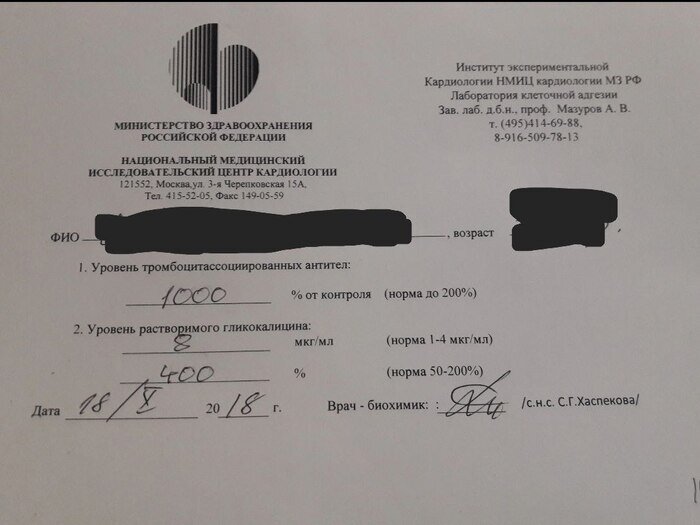 МИНИСТЕРСТВО ЗДРАВООХРАНЕНИЯ
РОССИЙСКОЙ ФЕДЕРАЦИИ
НАЦИОНАЛЬНЫЙ МЕДИЦИНСКИЙ
ИССЛЕДОВАТЕЛЬСКИЙ ЦЕНТР КАРДИОЛОГИИ
121552, Москва,ул. 3-я Черепковская 15А,
Тел. 415-52-05, Факс 149-05-59
Институт экспериментальной
Кардиологии НМИЦ кардиологии МЗ РФ
Лаборатория клеточной адгезии
Зав. лаб. д.б.н., проф. Мазуров А. В.
т. (495)414-69-88,
8-916-509-78-13
ФИО , возраст
1. Уровень тромбоцитассоциированных антител:
1000 % от контроля (норма до 200%)
2. Уровень растворимого гликокалицина:
8 мкг/мл (норма 1-4 мкг/мл)
400 % (норма 50-200%)
Дата 18/X 2018 г. Врач - биохимик: : /с.н.с. С.Г.Хаспекова/